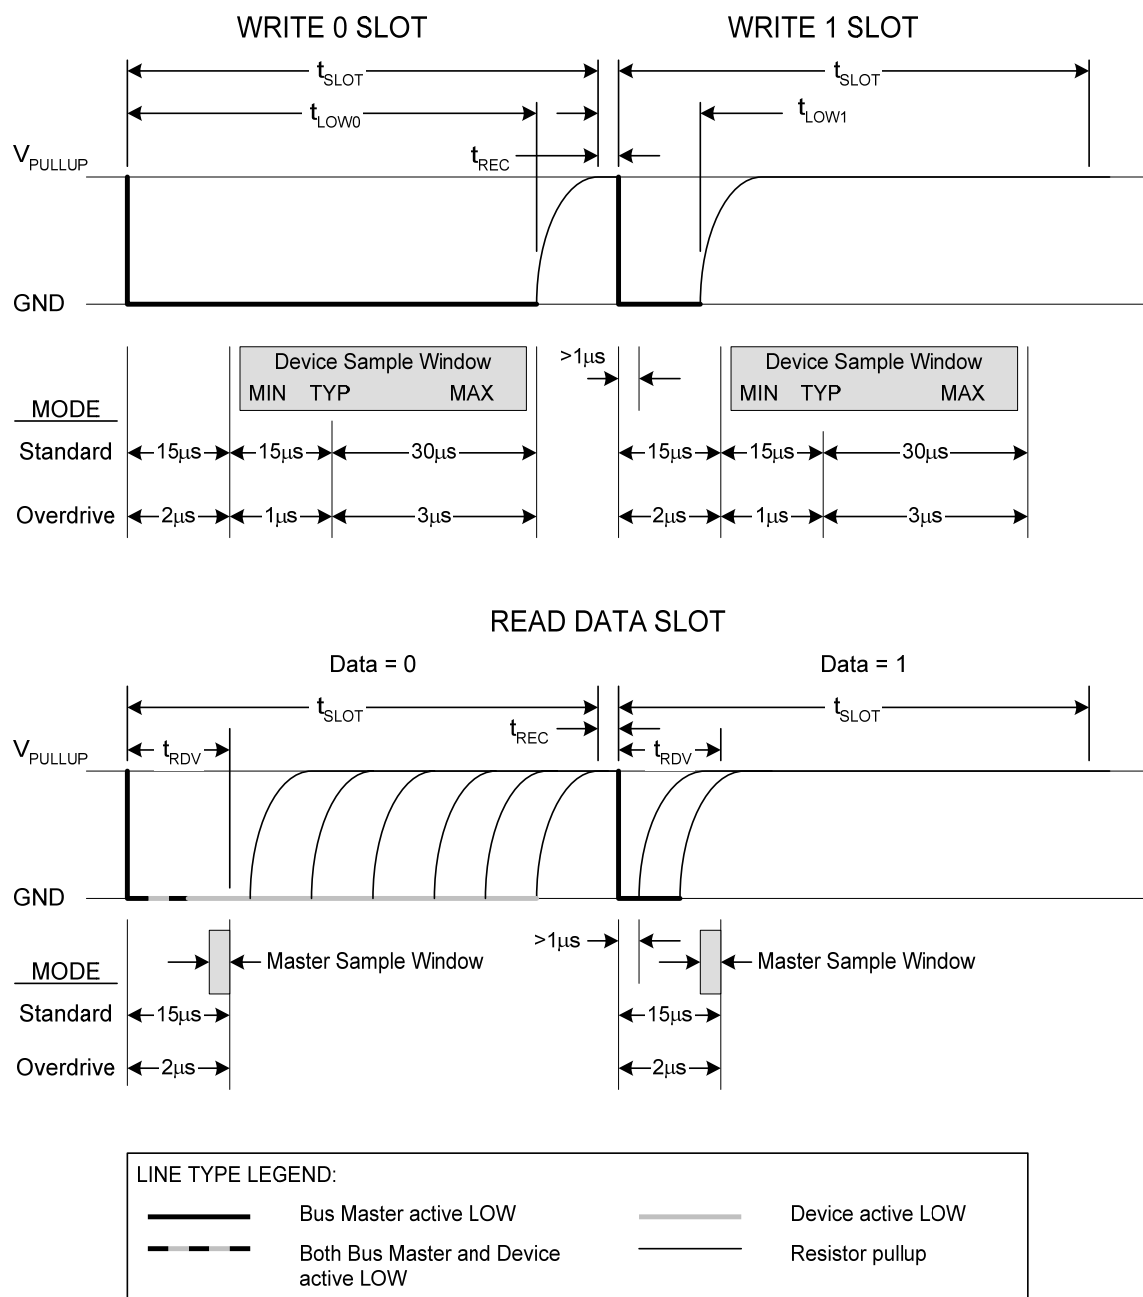 WRITE 0 SLOT WRITE 1 SLOT
tSLOT tSLOT
tLOW0 tLOW1
VPULLUP tREC
GND
Device Sample Window >1μs Device Sample Window
MIN TYP MAX MIN TYP MAX
MODE
Standard 15μs 15μs 30μs 15μs 15μs 30μs
Overdrive 2μs 1μs 3μs 2μs 1μs 3μs
READ DATA SLOT
Data = 0 Data = 1
tSLOT tSLOT
tREC
VPULLUP tRDV tRDV
GND
>1μs
Master Sample Window Master Sample Window
MODE
Standard 15μs 15μs
Overdrive 2μs 2μs
LINE TYPE LEGEND:
Bus Master active LOW Device active LOW
Both Bus Master and Device Resistor pullup
active LOW